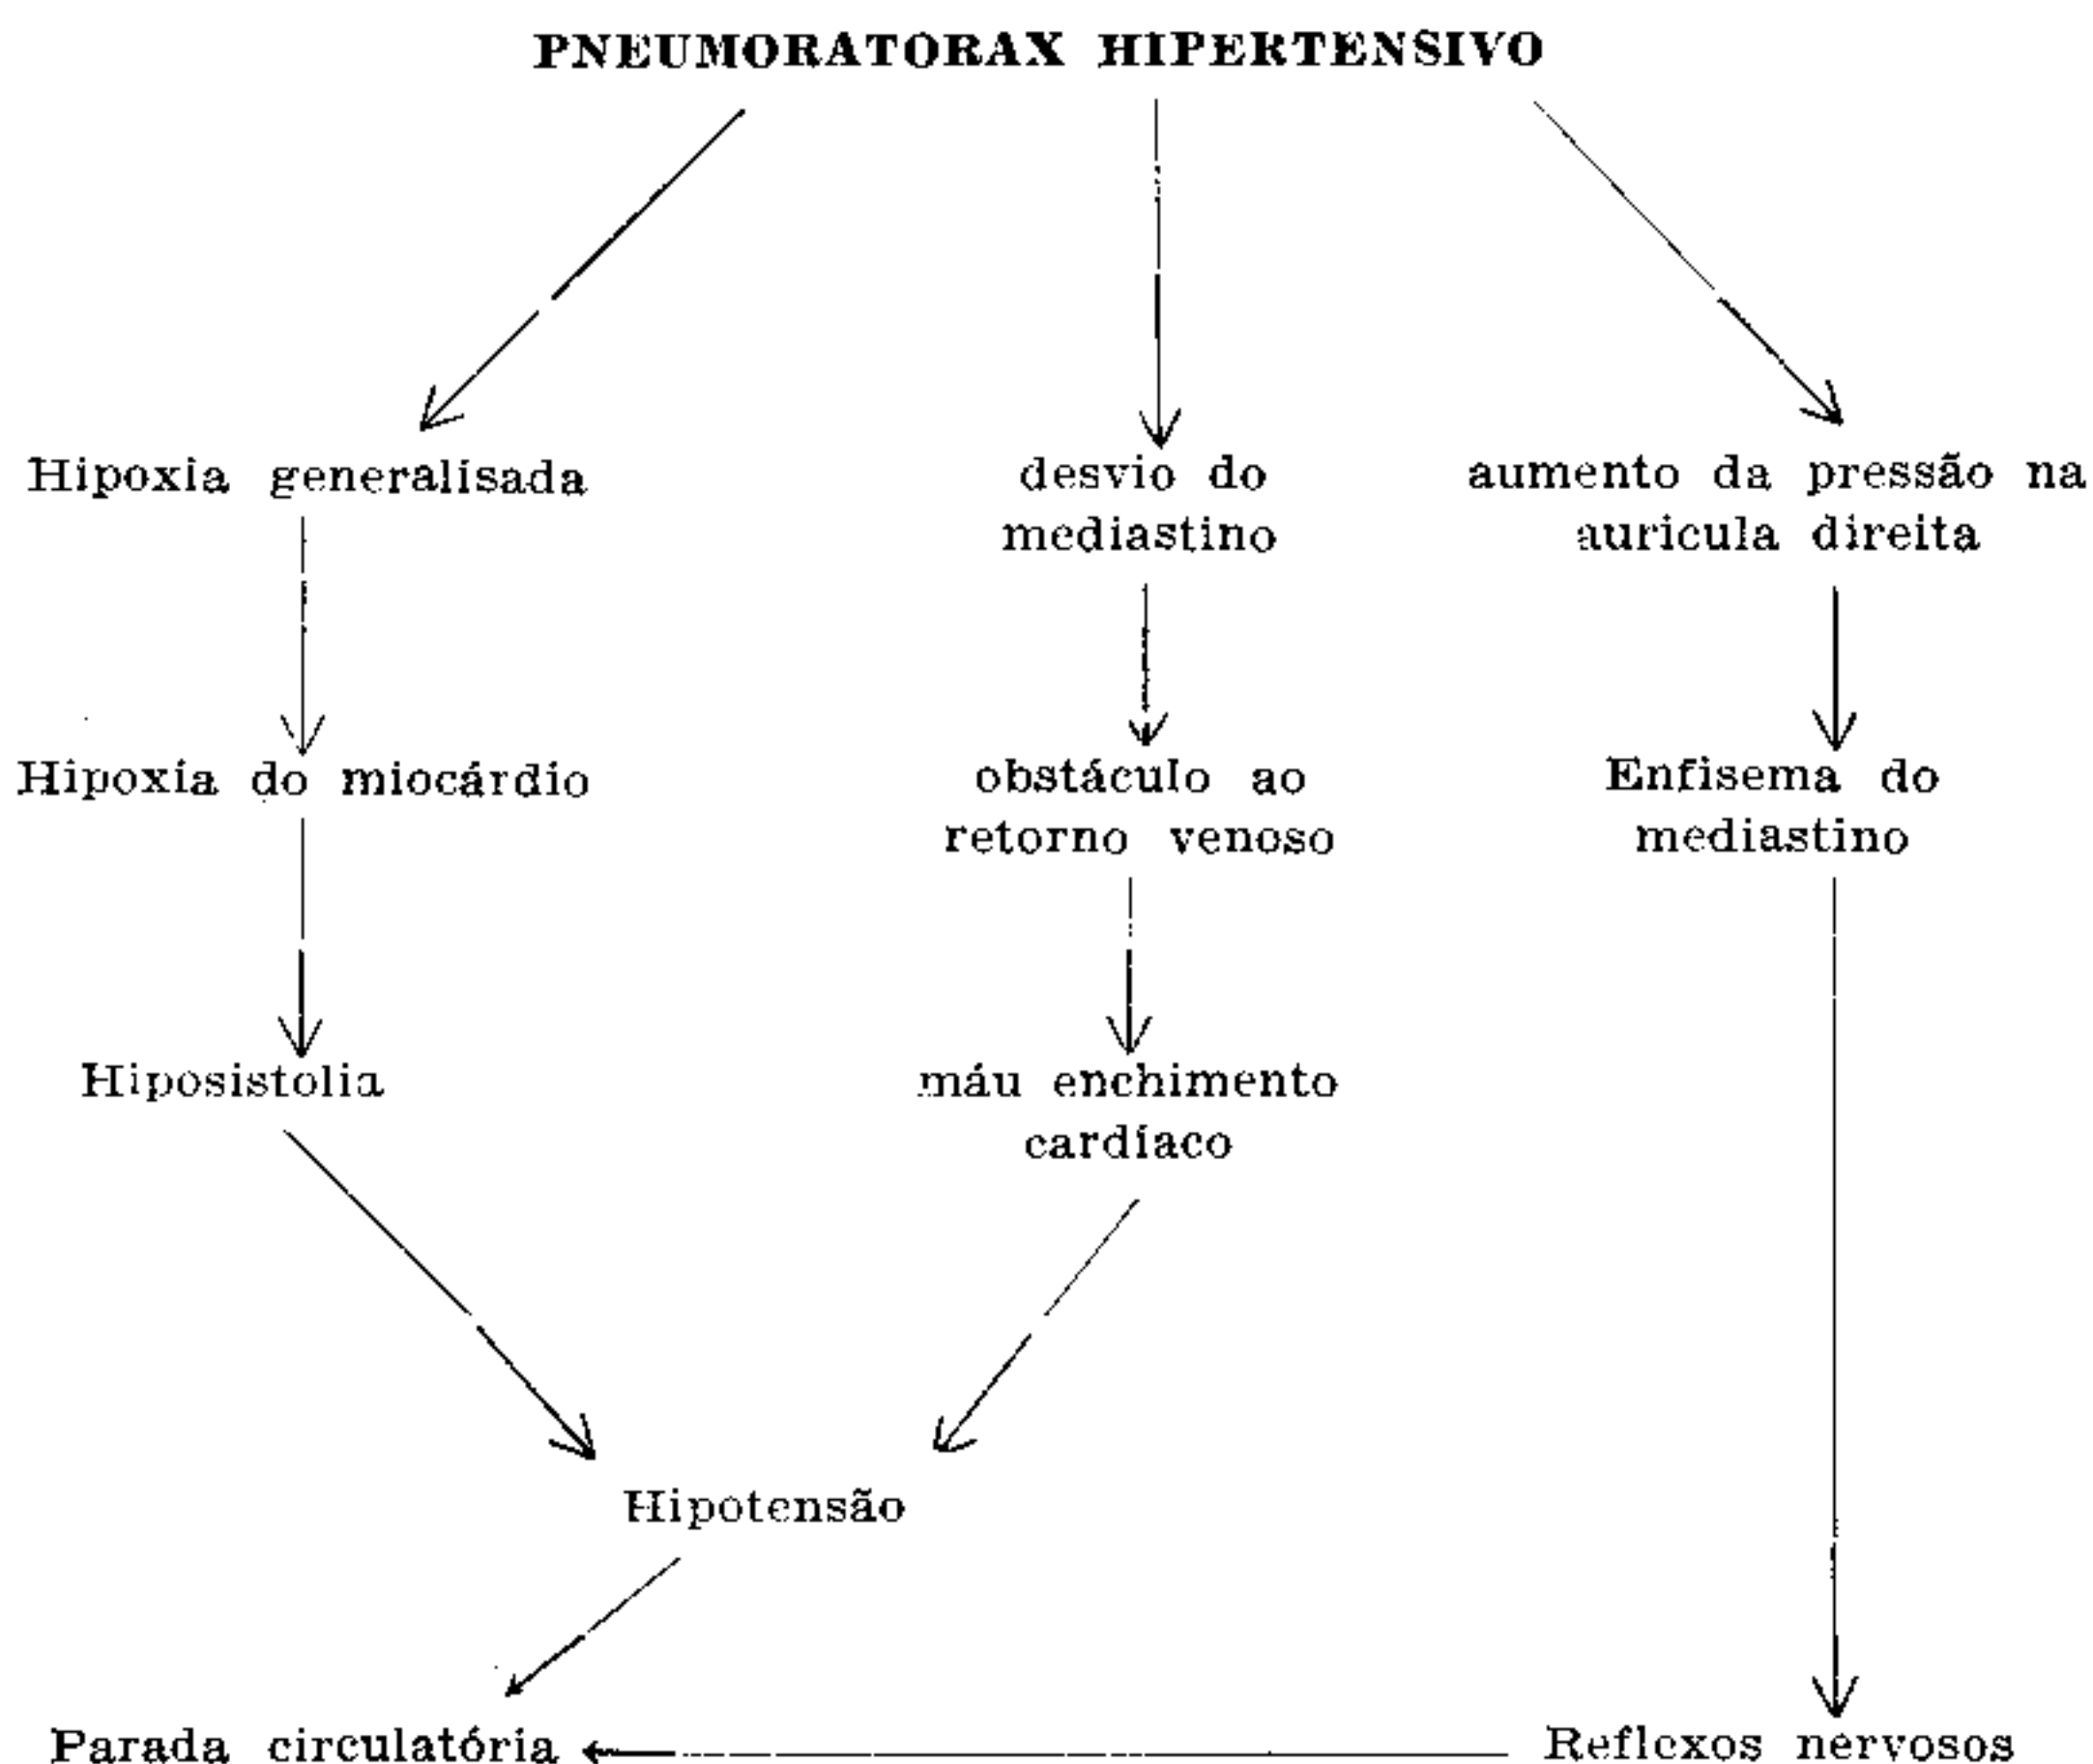 PNEUMORATORAX HIPERTENSIVO
Hipoxia generalisada
desvio do
mediastino
aumento da pressão na
auricula direita
Hipoxia do miocárdio
obstáculo ao
retorno venoso
Enfisema do
mediastino
Hiposistolia
máu enchimento
cardíaco
Hipotensão
Parada circulatória
Reflexos nervosos